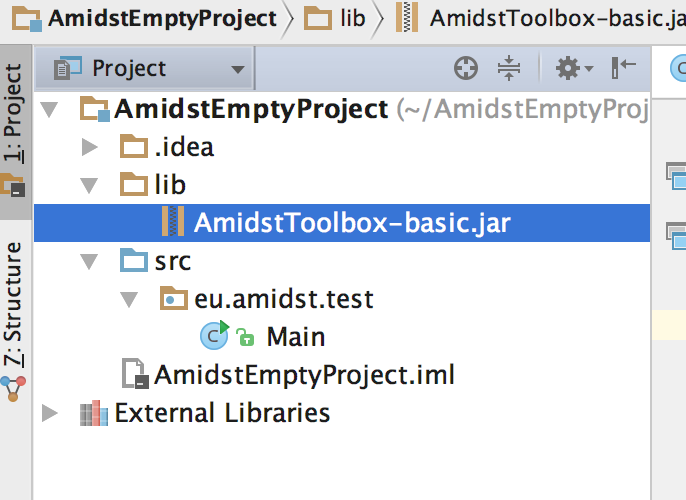 AmidstEmptyProject lib AmidstToolbox-basic.ja
Project
AmidstEmptyProject (~/AmidstEmptyProj
.idea
lib
AmidstToolbox-basic.jar
src
eu.amidst.test
C Main
AmidstEmptyProject.iml
External Libraries
1: Project
7: Structure